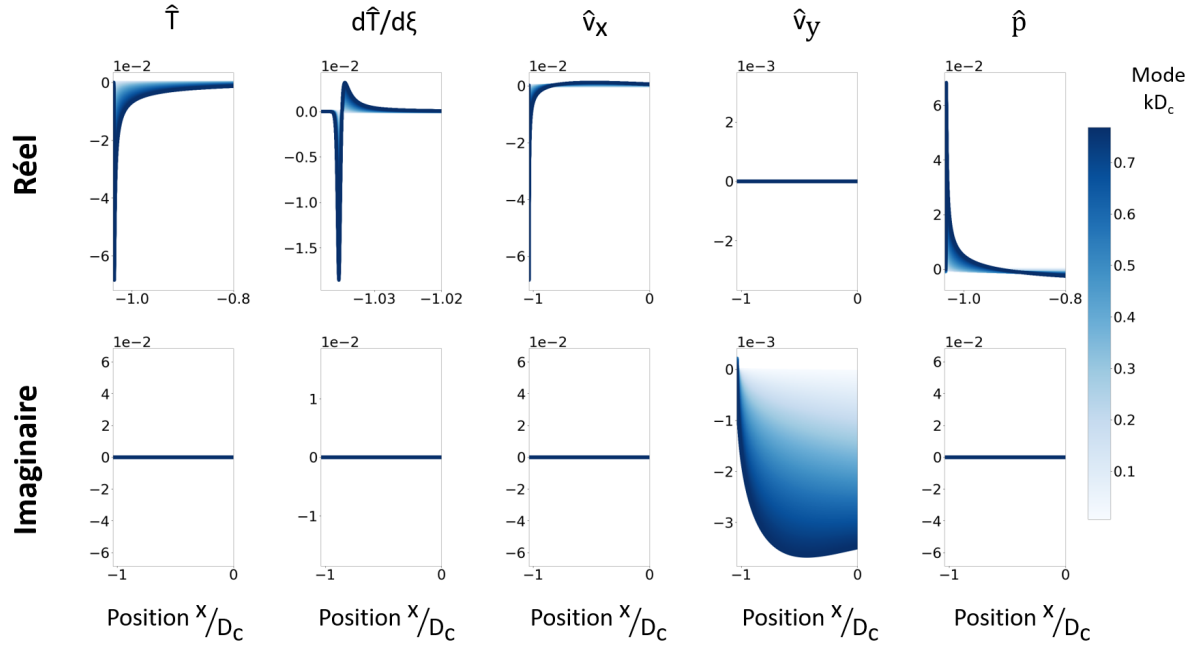 T̂ dT̂/dξ v̂x v̂y p̂
Mode
kDc
Réel
1e−2 1e−2 1e−2 1e−3 1e−2
0 −2 −4 −6
−1.0 −0.8
0.0 −0.5 −1.0 −1.5
−1.03 −1.02
0 −2 −4 −6
−1 0
2 0 −2
−1 0
6 4 2 0
−1.0 −0.8
0.7
0.6
0.5
0.4
0.3
0.2
0.1
Imaginaire
1e−2 1e−2 1e−2 1e−3 1e−2
6 4 2 0 −2 −4 −6
−1 0
1 0 −1
−1 0
6 4 2 0 −2 −4 −6
−1 0
0 −1 −2 −3
−1 0
6 4 2 0 −2 −4 −6
−1 0
Position x/Dc Position x/Dc Position x/Dc Position x/Dc Position x/Dc